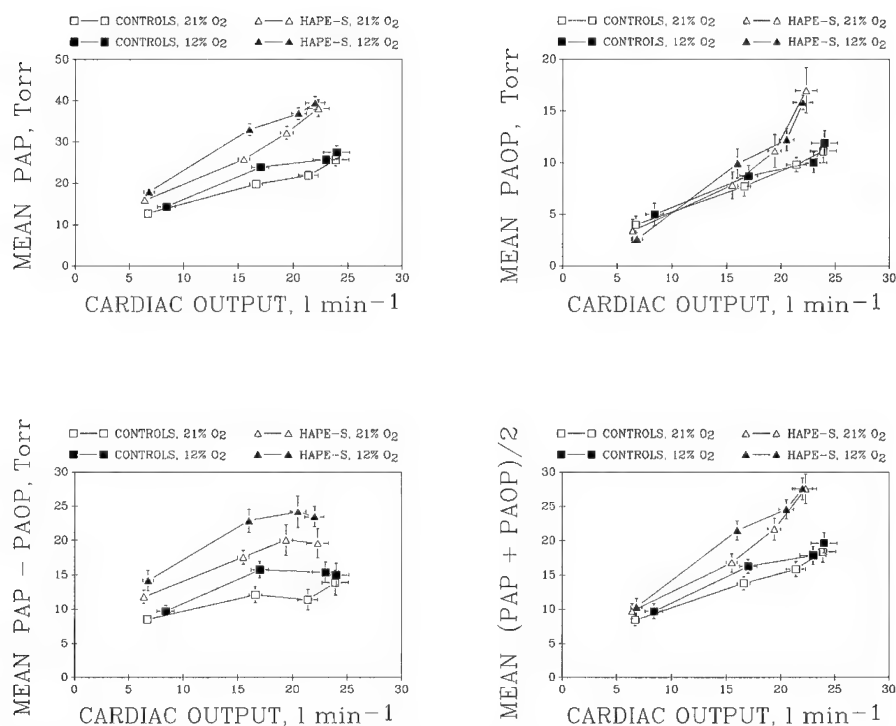 CONTROLS, 21% O2 HAPE-S, 21% O2
CONTROLS, 12% O2 HAPE-S, 12% O2
MEAN PAP, Torr
50
40
30
20
10
0
0 5 10 15 20 25 30
CARDIAC OUTPUT, l min-1
CONTROLS, 21% O2 HAPE-S, 21% O2
CONTROLS, 12% O2 HAPE-S, 12% O2
MEAN PAOP, Torr
20
15
10
5
0
0 5 10 15 20 25 30
CARDIAC OUTPUT, l min-1
CONTROLS, 21% O2 HAPE-S, 21% O2
CONTROLS, 12% O2 HAPE-S, 12% O2
MEAN PAP - PAOP, Torr
30
25
20
15
10
5
0
0 5 10 15 20 25 30
CARDIAC OUTPUT, l min-1
CONTROLS, 21% O2 HAPE-S, 21% O2
CONTROLS, 12% O2 HAPE-S, 12% O2
MEAN (PAP + PAOP)/2
30
25
20
15
10
5
0
0 5 10 15 20 25 30
CARDIAC OUTPUT, l min-1